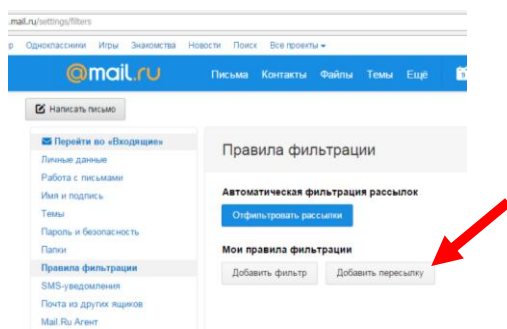 .mail.ru/settings/filters
р Одноклассники Игры Знакомства Новости Поиск Все проекты
@mail.ru Письма Контакты Файлы Темы Ещё
Написать письмо
Перейти во «Входящие»
Личные данные
Работа с письмами
Имя и подпись
Темы
Пароль и безопасность
Папки
Правила фильтрации
SMS-уведомления
Почта из других ящиков
Mail.Ru Агент
Правила фильтрации
Автоматическая фильтрация рассылок
Отфильтровать рассылки
Мои правила фильтрации
Добавить фильтр Добавить пересылку